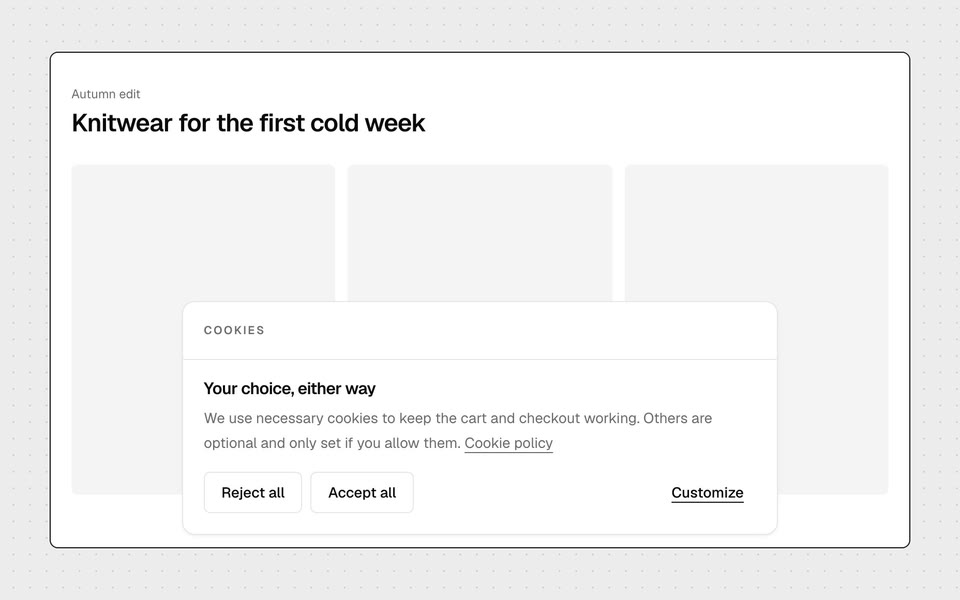 Autumn edit
Knitwear for the first cold week
COOKIES
Your choice, either way
We use necessary cookies to keep the cart and checkout working. Others are
optional and only set if you allow them. Cookie policy
Reject all
Accept all
Customize